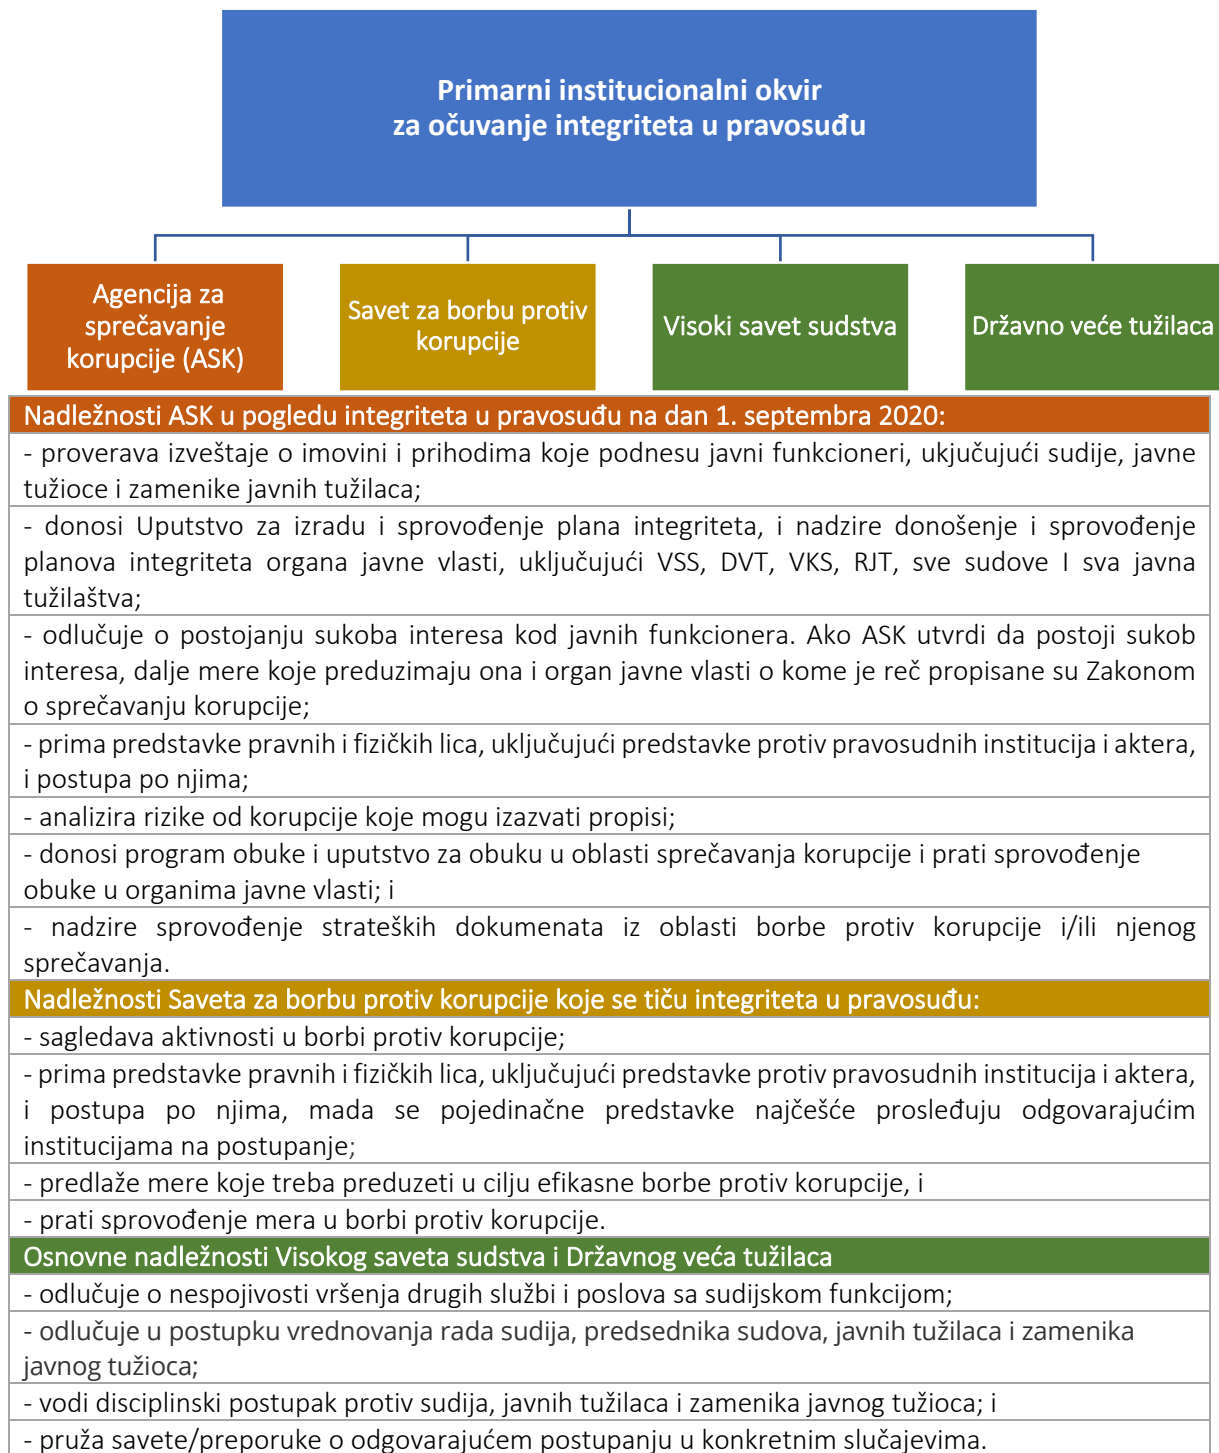 Primarni institucionalni okvir
za očuvanje integriteta u pravosuđu
Agencija za
sprečavanje
korupcije (ASK)
Savet za borbu protiv
korupcije
Visoki savet sudstva
Državno veće tužilaca
Nadležnosti ASK u pogledu integriteta u pravosuđu na dan 1. septembra 2020:
- proverava izveštaje o imovini i prihodima koje podnesu javni funkcioneri, ukjučujući sudije, javne
tužioce i zamenike javnih tužilaca;
- donosi Uputstvo za izradu i sprovođenje plana integriteta, i nadzire donošenje i sprovođenje
planova integriteta organa javne vlasti, uključujući VSS, DVT, VKS, RJT, sve sudove I sva javna
tužilaštva;
- odlučuje o postojanju sukoba interesa kod javnih funkcionera. Ako ASK utvrdi da postoji sukob
interesa, dalje mere koje preduzimaju ona i organ javne vlasti o kome je reč propisane su Zakonom
o sprečavanju korupcije;
- prima predstavke pravnih i fizičkih lica, uključujući predstavke protiv pravosudnih institucija i aktera,
i postupa po njima;
- analizira rizike od korupcije koje mogu izazvati propisi;
- donosi program obuke i uputstvo za obuku u oblasti sprečavanja korupcije i prati sprovođenje
obuke u organima javne vlasti; i
- nadzire sprovođenje strateških dokumenata iz oblasti borbe protiv korupcije i/ili njenog
sprečavanja.
Nadležnosti Saveta za borbu protiv korupcije koje se tiču integriteta u pravosuđu:
- sagledava aktivnosti u borbi protiv korupcije;
- prima predstavke pravnih i fizičkih lica, uključujući predstavke protiv pravosudnih institucija i aktera,
i postupa po njima, mada se pojedinačne predstavke najčešće prosleđuju odgovarajućim
institucijama na postupanje;
- predlaže mere koje treba preduzeti u cilju efikasne borbe protiv korupcije, i
- prati sprovođenje mera u borbi protiv korupcije.
Osnovne nadležnosti Visokog saveta sudstva i Državnog veća tužilaca
- odlučuje o nespojivosti vršenja drugih službi i poslova sa sudijskom funkcijom;
- odlučuje u postupku vrednovanja rada sudija, predsednika sudova, javnih tužilaca i zamenika
javnog tužioca;
- vodi disciplinski postupak protiv sudija, javnih tužilaca i zamenika javnog tužioca; i
- pruža savete/preporuke o odgovarajućem postupanju u konkretnim slučajevima.